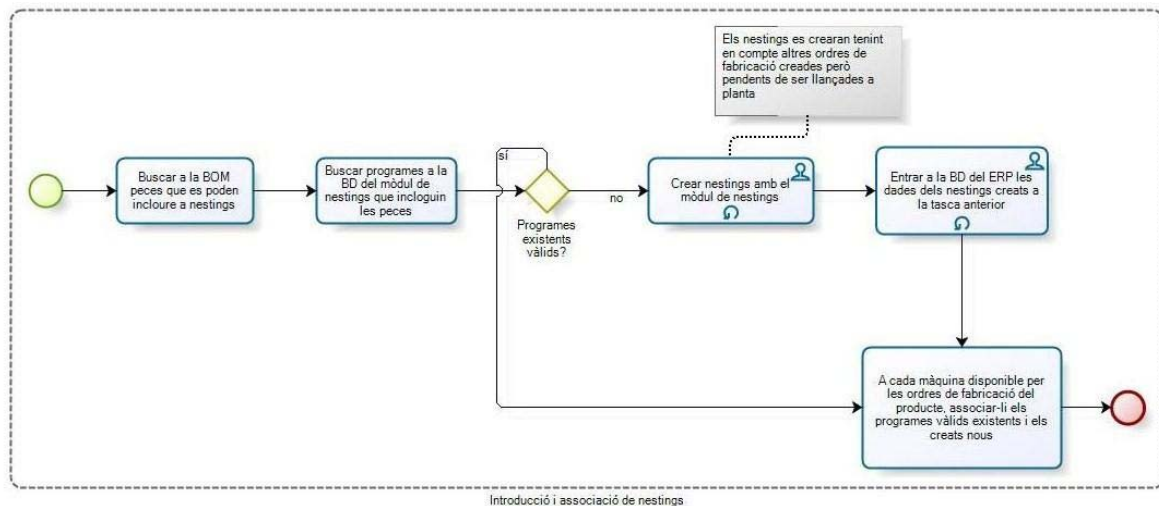 Els nestings es crearan tenint
en compte altres ordres de
fabricació creades però
pendents de ser llançades a
planta
Buscar a la BOM
peces que es poden
incloure a nestings
Buscar programes a la
BD del mòdul de
nestings que incloguin
les peces
sí
Programes
existents
vàlids?
no
Crear nestings amb el
mòdul de nestings
Entrar a la BD del ERP les
dades dels nestings creats a
la tasca anterior
A cada màquina disponible per
les ordres de fabricació del
producte, associar-li els
programes vàlids existents i els
creats nous
Introducció i associació de nestings